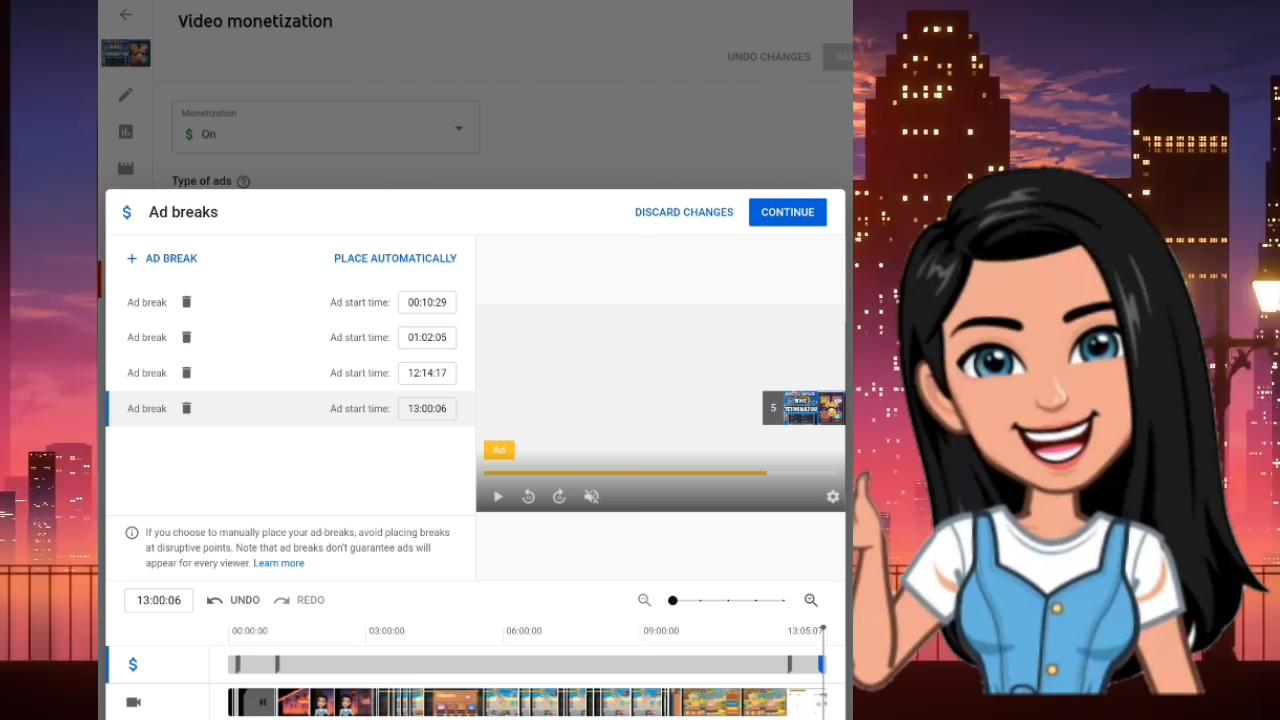 Video monetization
UNDO CHANGES
Monetization
$ On
Type of ads
Ad breaks
DISCARD CHANGES
CONTINUE
+ AD BREAK
PLACE AUTOMATICALLY
Ad break
Ad start time:
00:10:29
Ad break
Ad start time:
01:02:05
Ad break
Ad start time:
12:14:17
Ad break
Ad start time:
13:00:06
5
Ad
If you choose to manually place your ad-breaks, avoid placing breaks
at disruptive points. Note that ad breaks don't guarantee ads will
appear for every viewer. Learn more
13:00:06
UNDO
REDO
00:00:00
03:00:00
06:00:00
09:00:00
13:05:07
$